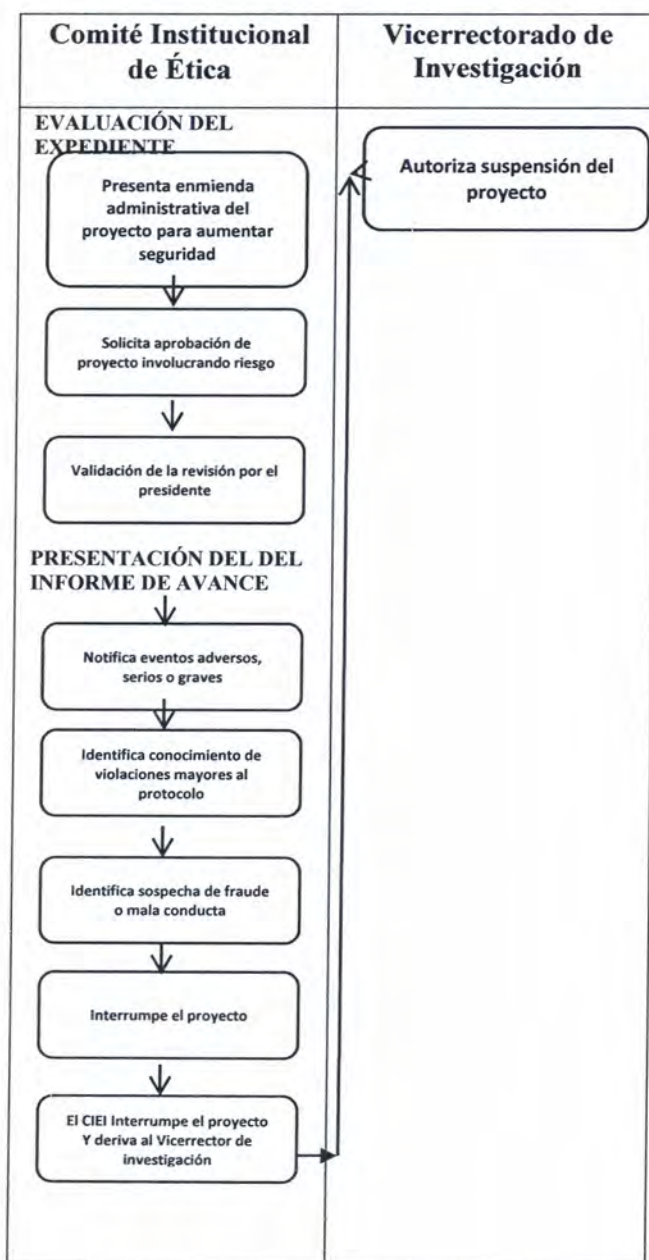 Comité Institucional
de Ética
Vicerrectorado de
Investigación
EVALUACIÓN DEL
EXPEDIENTE
Presenta enmienda
administrativa del
proyecto para aumentar
seguridad
Solicita aprobación de
proyecto involucrando riesgo
Validación de la revisión por el
presidente
PRESENTACIÓN DEL DEL
INFORME DE AVANCE
Notifica eventos adversos,
serios o graves
Identifica conocimiento de
violaciones mayores al
protocolo
Identifica sospecha de fraude
o mala conducta
Interrumpe el proyecto
El CIEI Interrumpe el proyecto
Y deriva al Vicerrector de
investigación
Autoriza suspensión del
proyecto